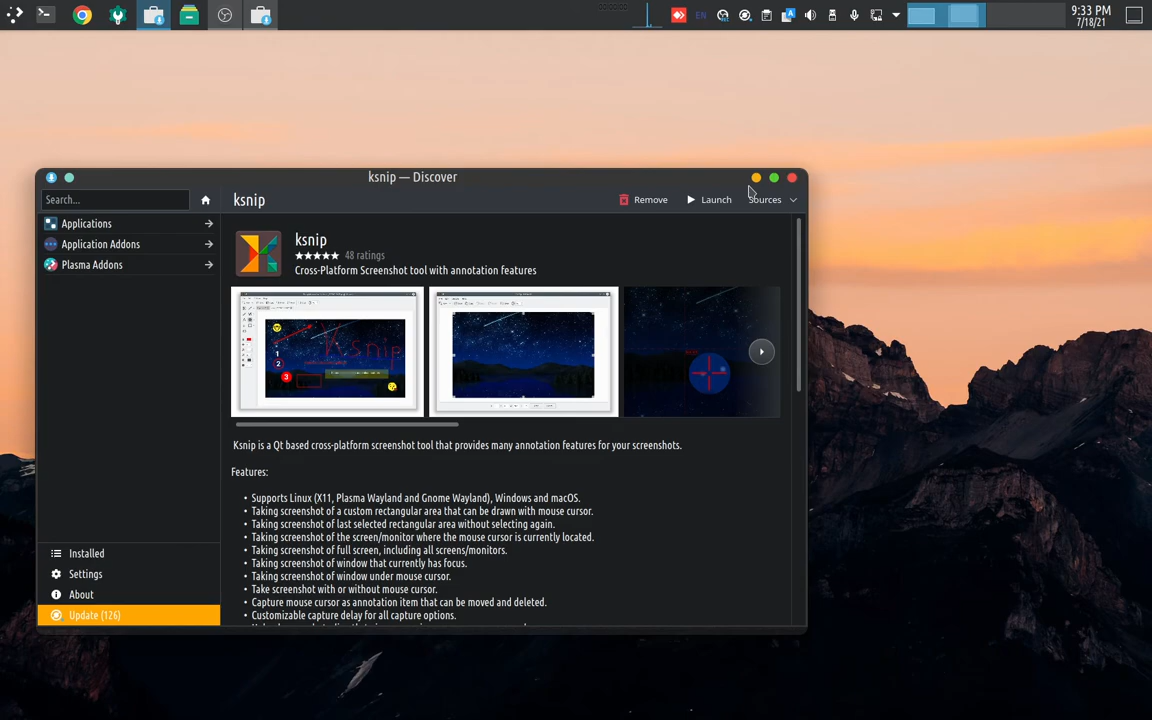 EN
9:33 PM
7/18/21
ksnip — Discover
Search...
ksnip
Remove
Launch
Sources
Applications
Application Addons
Plasma Addons
ksnip
48 ratings
Cross-Platform Screenshot tool with annotation features
Ksnip
1
2
3
Ksnip is a Qt based cross-platform screenshot tool that provides many annotation features for your screenshots.
Features:
• Supports Linux (X11, Plasma Wayland and Gnome Wayland), Windows and macOS.
• Taking screenshot of a custom rectangular area that can be drawn with mouse cursor.
• Taking screenshot of last selected rectangular area without selecting again.
• Taking screenshot of the screen/monitor where the mouse cursor is currently located.
• Taking screenshot of full screen, including all screens/monitors.
• Taking screenshot of window that currently has focus.
• Taking screenshot of window under mouse cursor.
• Take screenshot with or without mouse cursor.
• Capture mouse cursor as annotation item that can be moved and deleted.
• Customizable capture delay for all capture options.
Installed
Settings
About
Update (126)